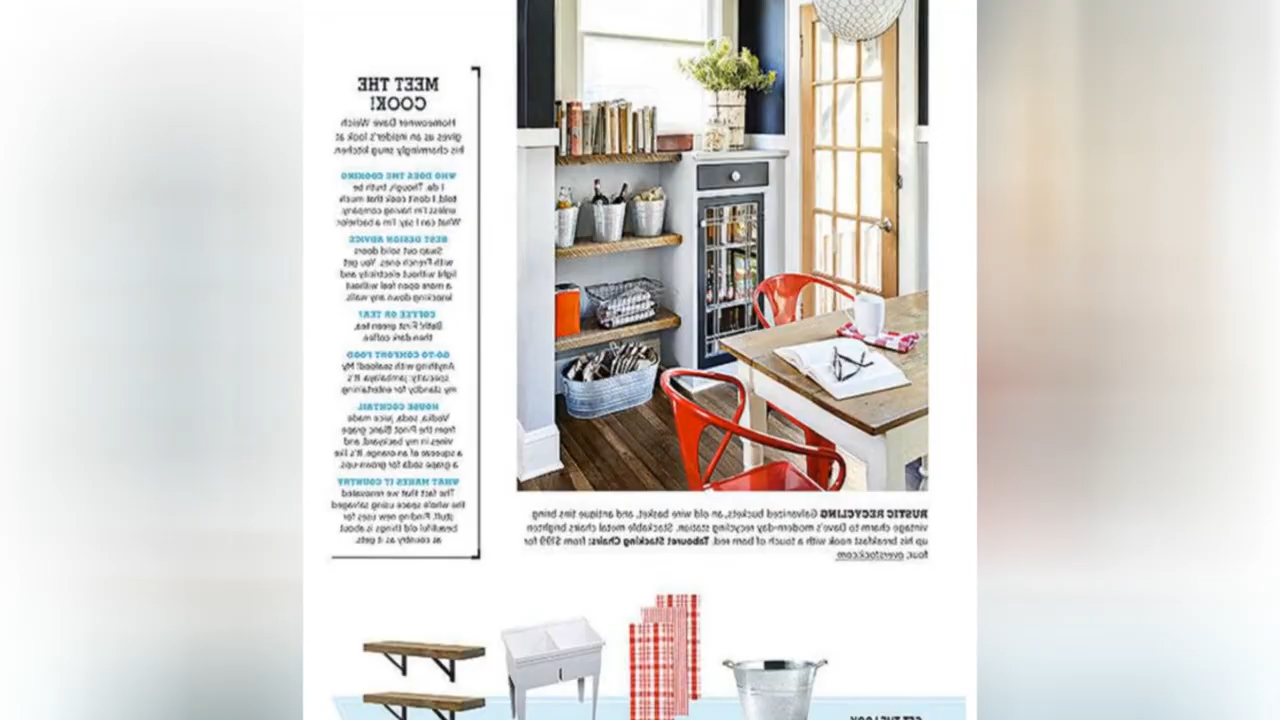 MEET THE
COOK!
Homeowner Dave Welch
gives us an insider's look at
his charmingly snug kitchen.
WHO DOES THE COOKING
I do. Though, truth be
told, I don't cook that much
unless I'm having company.
What can I say: I'm a bachelor.
BEST DESIGN ADVICE
Swap out solid doors
with French ones. You get
light without electricity and
a more open feel without
knocking down any walls.
COFFEE OR TEA?
Both! First green tea,
then dark coffee.
GO-TO COMFORT FOOD
Anything with seafood! My
specialty: jambalaya. It's
my standby for entertaining.
HOUSE COCKTAIL
Vodka, soda, juice made
from the Pinot Blanc grape
vines in my backyard, and
a squeeze of an orange. It's like
a grape soda for grown-ups.
WHAT MAKES IT COUNTRY
The fact that we renovated
the whole space using salvaged
stuff. Finding new uses for
beautiful old things is about
as country as it gets.
RUSTIC RECYCLING Galvanized buckets, an old wire basket, and antique tins bring
vintage charm to Dave's modern-day recycling station. Stackable metal chairs brighten
up his breakfast nook with a touch of barn red. Tabouret Stacking Chairs: from $199 for
four, overstock.com
GET THE LOOK